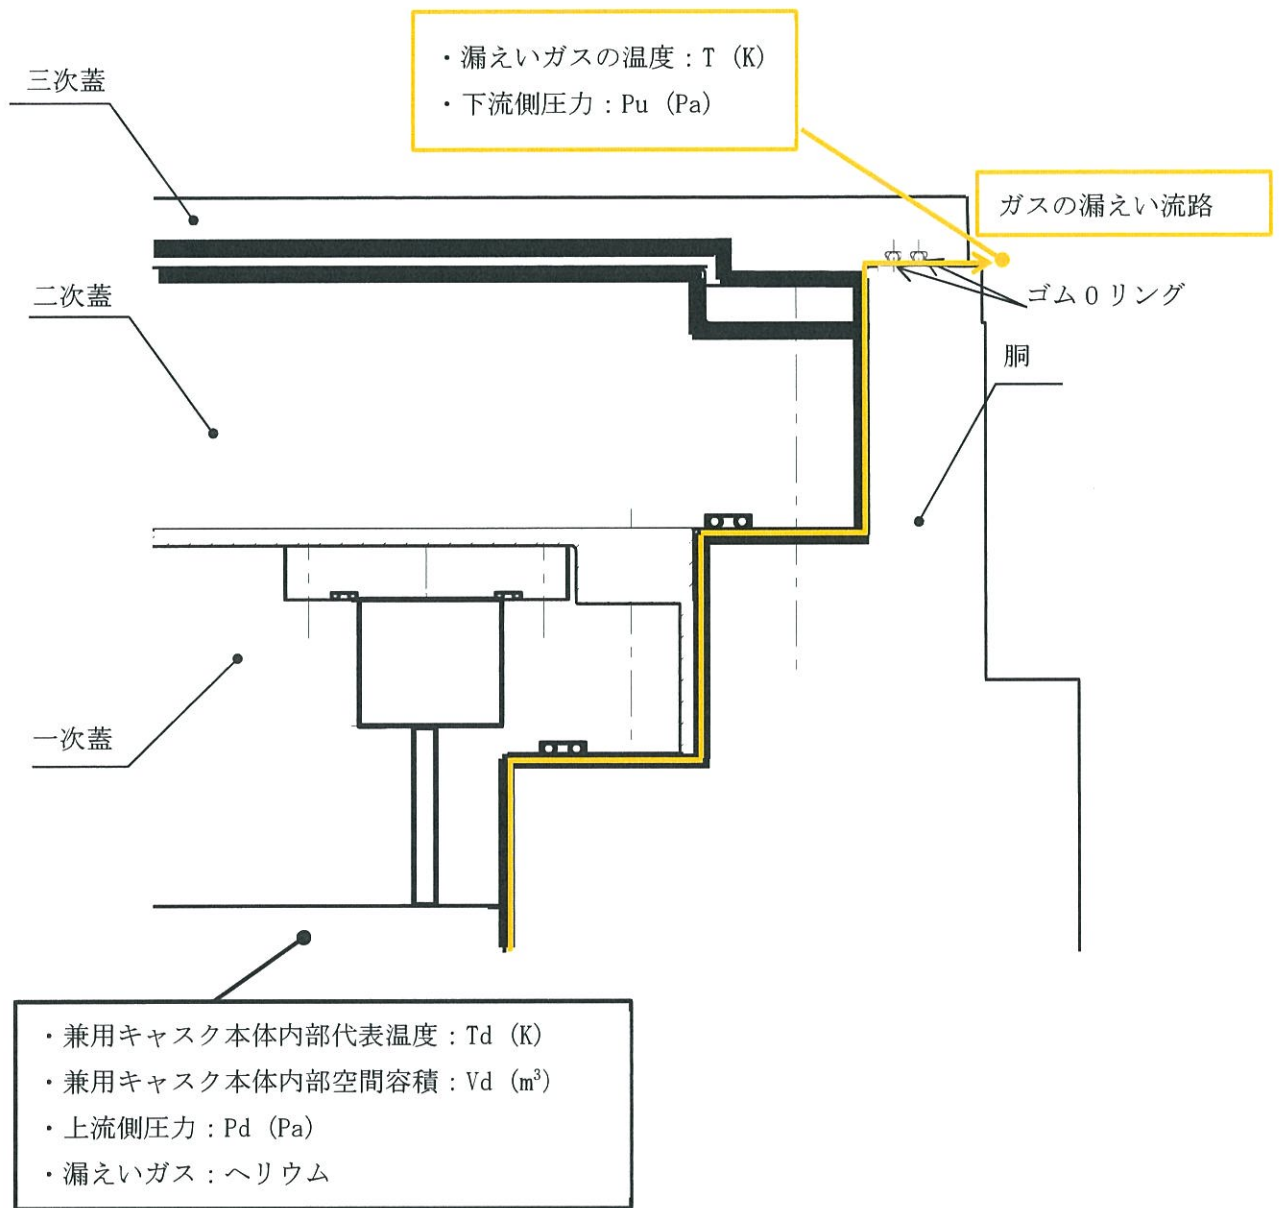 ・漏えいガスの温度：T (K)
・下流側圧力：Pu (Pa)
三次蓋
ガスの漏えい流路
二次蓋
ゴムOリング
胴
一次蓋
・兼用キャスク本体内部代表温度：Td (K)
・兼用キャスク本体内部空間容積：Vd (m³)
・上流側圧力：Pd (Pa)
・漏えいガス：ヘリウム